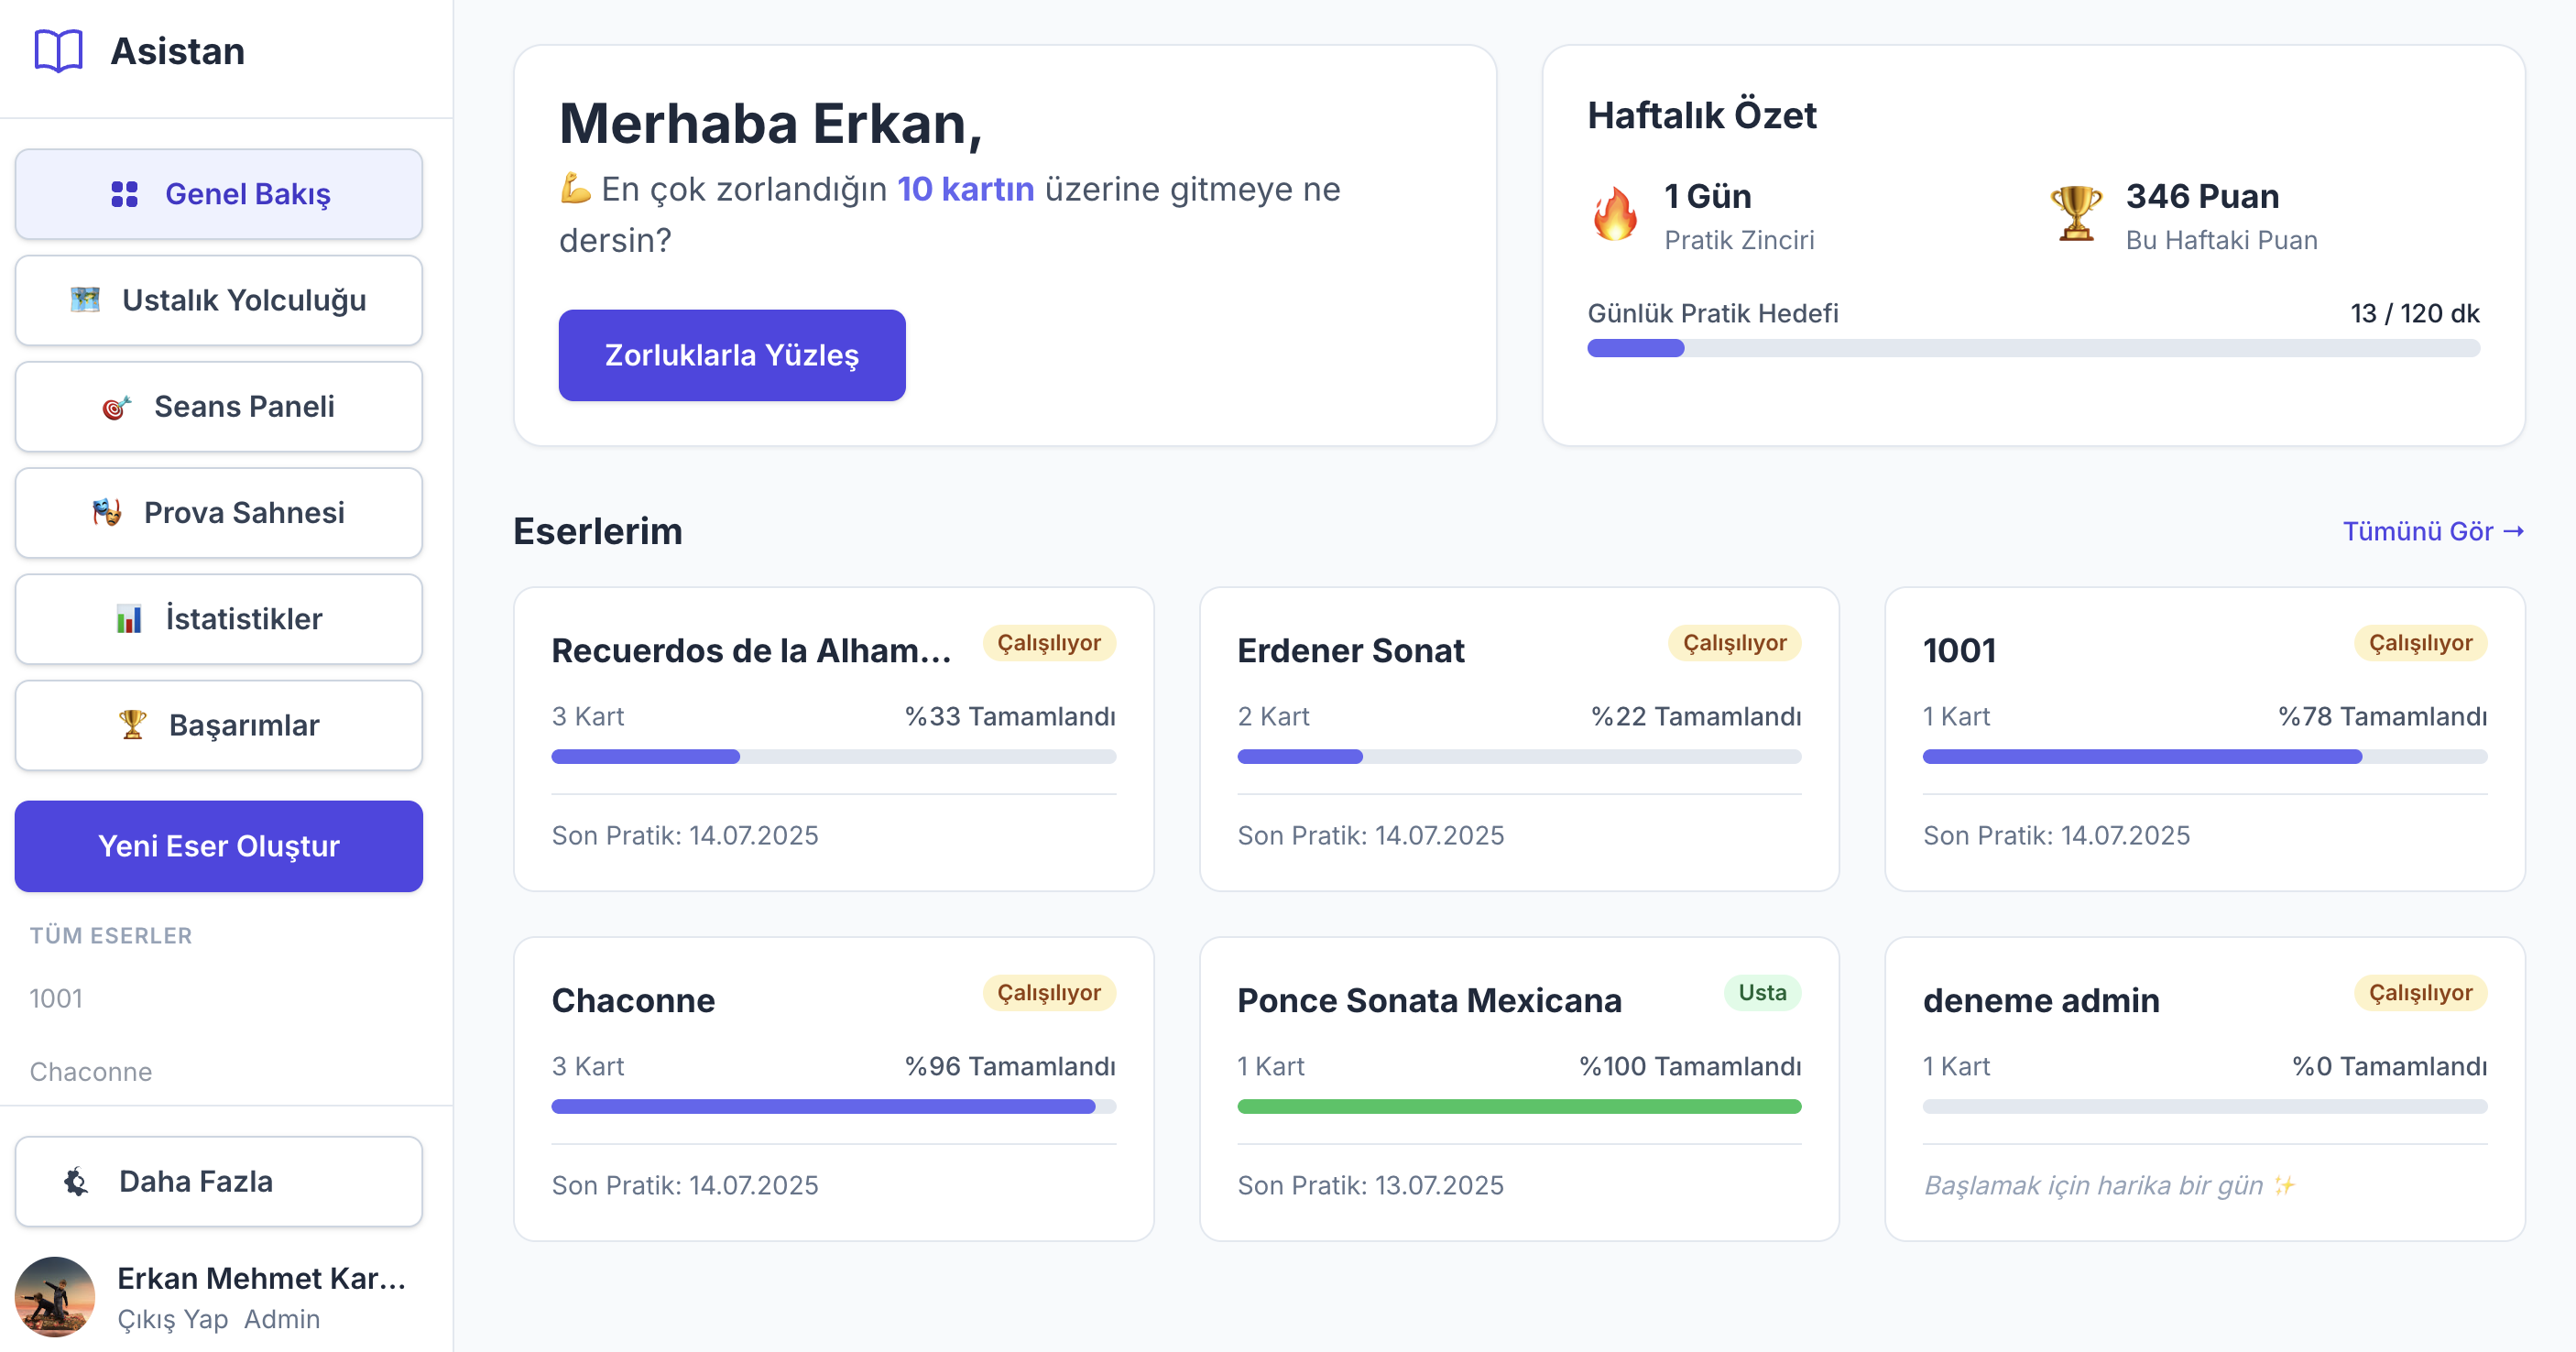 Asistan
Genel Bakış
Ustalık Yolculuğu
Seans Paneli
Prova Sahnesi
İstatistikler
Başarımlar
Yeni Eser Oluştur
TÜM ESERLER
1001
Chaconne
Daha Fazla
Erkan Mehmet Kar...
Çıkış Yap Admin
Merhaba Erkan,
💪 En çok zorlandığın 10 kartın üzerine gitmeye ne
dersin?
Zorluklarla Yüzleş
Haftalık Özet
1 Gün
Pratik Zinciri
346 Puan
Bu Haftaki Puan
Günlük Pratik Hedefi 13 / 120 dk
Eserlerim
Tümünü Gör →
Recuerdos de la Alham... Çalışılıyor
3 Kart %33 Tamamlandı
Son Pratik: 14.07.2025
Erdener Sonat Çalışılıyor
2 Kart %22 Tamamlandı
Son Pratik: 14.07.2025
1001 Çalışılıyor
1 Kart %78 Tamamlandı
Son Pratik: 14.07.2025
Chaconne Çalışılıyor
3 Kart %96 Tamamlandı
Son Pratik: 14.07.2025
Ponce Sonata Mexicana Usta
1 Kart %100 Tamamlandı
Son Pratik: 13.07.2025
deneme admin Çalışılıyor
1 Kart %0 Tamamlandı
Başlamak için harika bir gün ✨